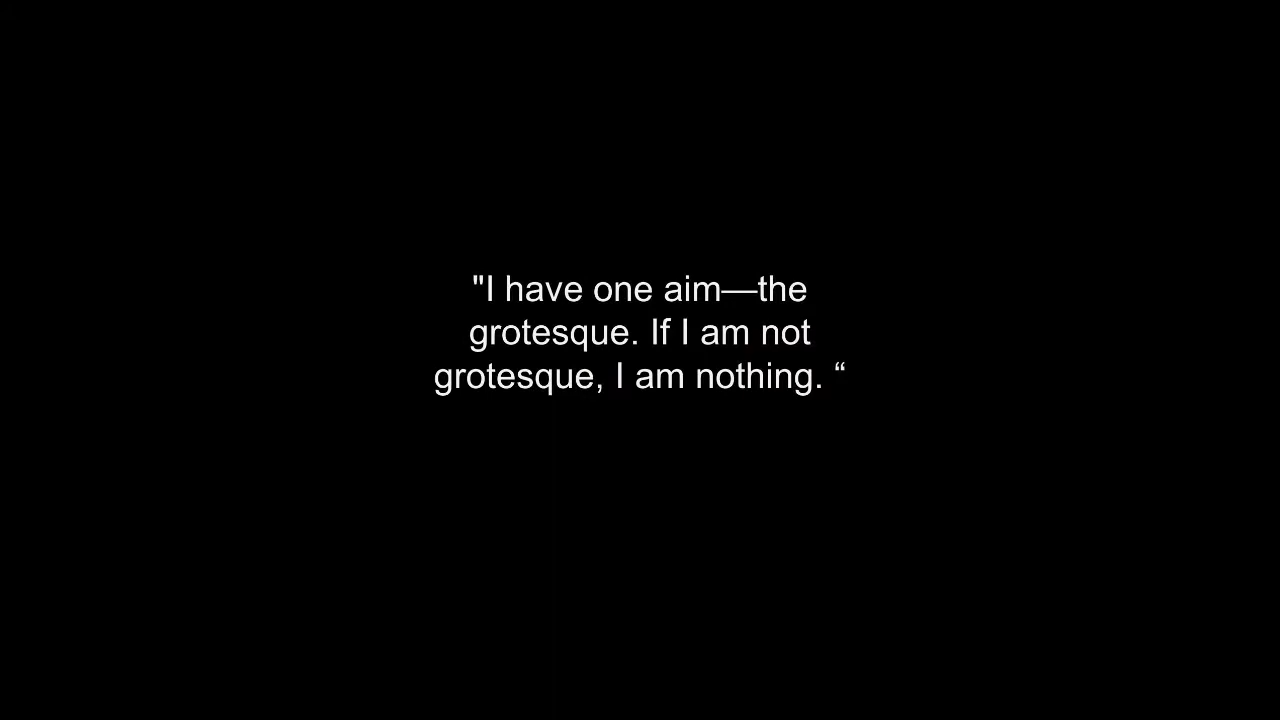 "I have one aim—the
grotesque. If I am not
grotesque, I am nothing. “